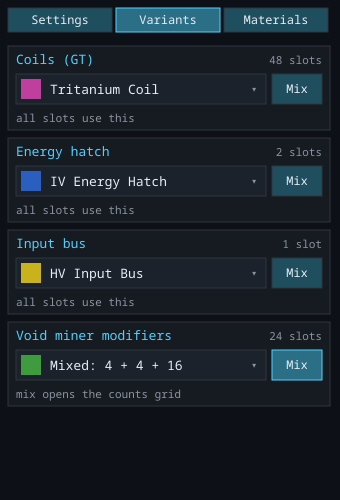 Settings Variants Materials
Coils (GT) 48 slots
Tritanium Coil ▾ Mix
all slots use this
Energy hatch 2 slots
IV Energy Hatch ▾ Mix
all slots use this
Input bus 1 slot
HV Input Bus ▾ Mix
all slots use this
Void miner modifiers 24 slots
Mixed: 4 + 4 + 16 ▾ Mix
mix opens the counts grid